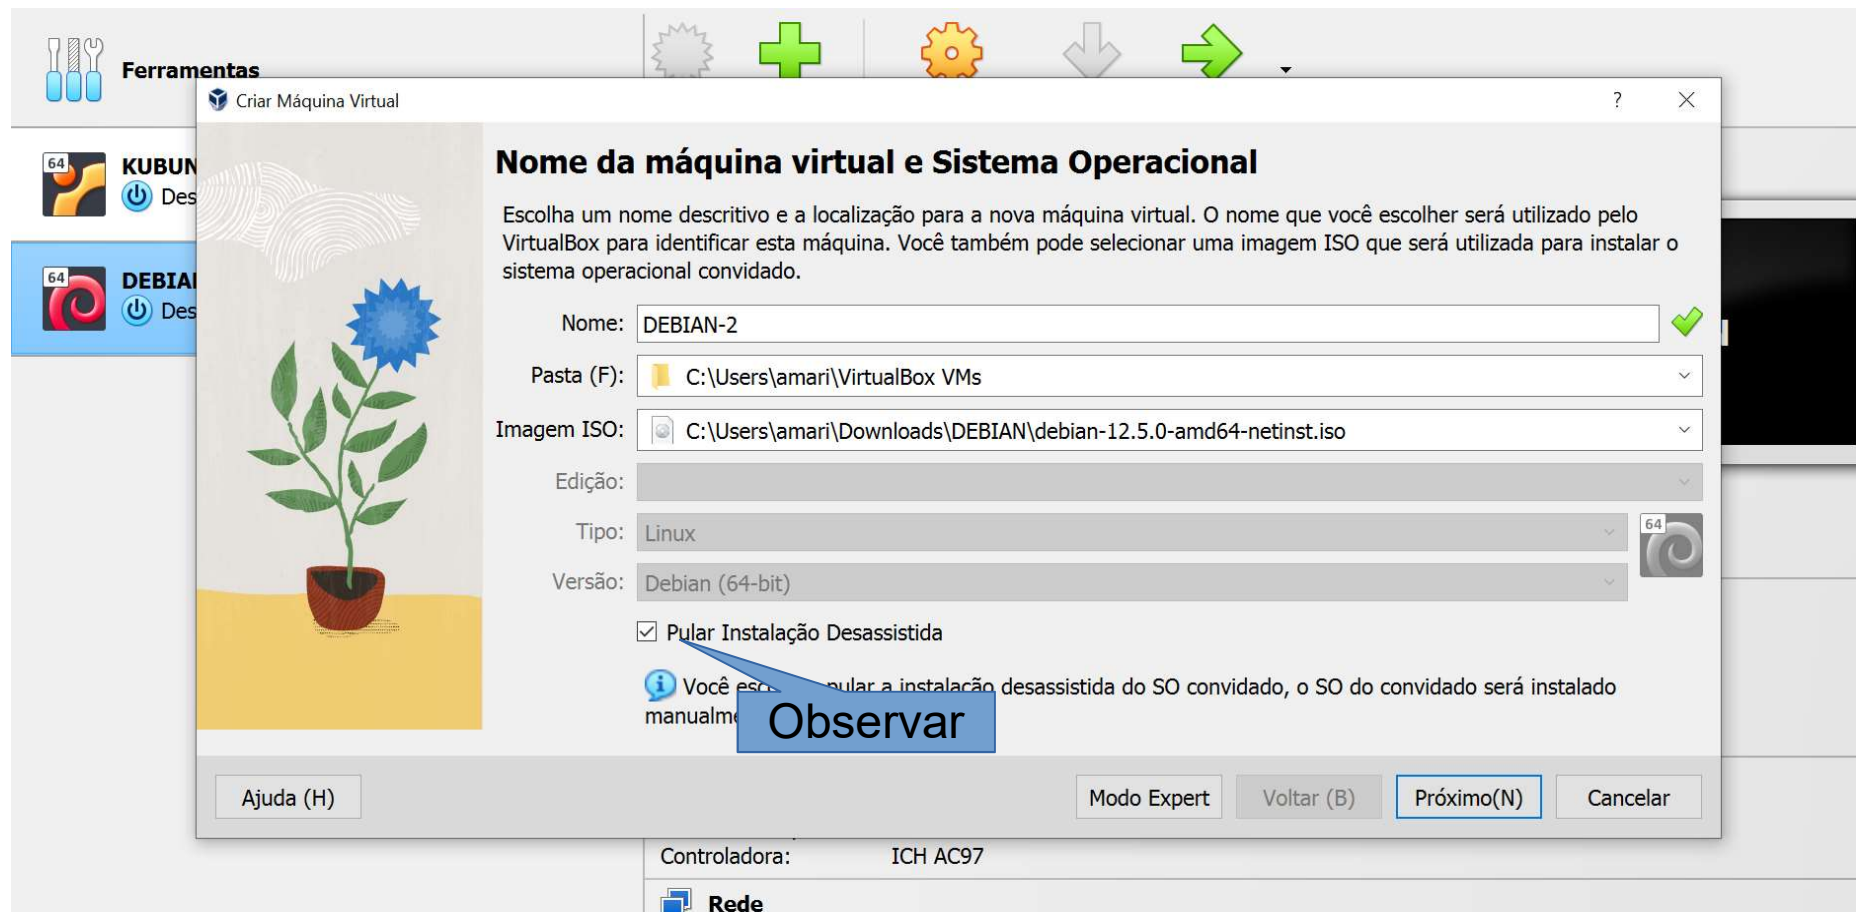 Ferramentas
Criar Máquina Virtual
?
64
KUBUN
Des
64
DEBIA
Des
Nome da máquina virtual e Sistema Operacional
Escolha um nome descritivo e a localização para a nova máquina virtual. O nome que você escolher será utilizado pelo
VirtualBox para identificar esta máquina. Você também pode selecionar uma imagem ISO que será utilizada para instalar o
sistema operacional convidado.
Nome: DEBIAN-2
Pasta (F): C:\Users\amari\VirtualBox VMs
Imagem ISO: C:\Users\amari\Downloads\DEBIAN\debian-12.5.0-amd64-netinst.iso
Edição:
Tipo: Linux
64
Versão: Debian (64-bit)
Pular Instalação Desassistida
Você pular a instalação desassistida do SO convidado, o SO do convidado será instalado
manualme
Observar
Ajuda (H)
Modo Expert
Voltar (B)
Próximo(N)
Cancelar
Controladora: ICH AC97
Rede